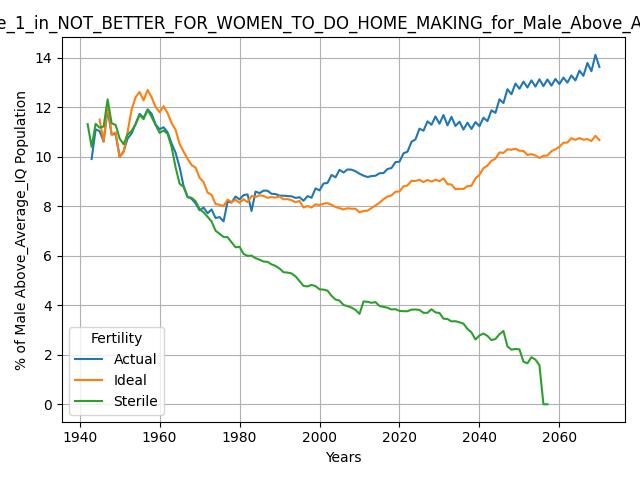 e_1_in_NOT_BETTER_FOR_WOMEN_TO_DO_HOME_MAKING_for_Male_Above_A
% of Male Above_Average_IQ Population
14
12
10
8
6
4
2
0
Fertility
Actual
Ideal
Sterile
1940 1960 1980 2000 2020 2040 2060
Years